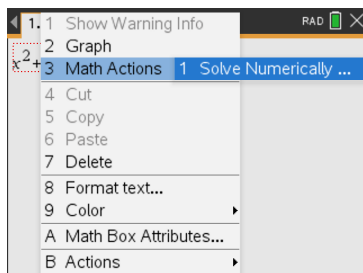 1.
RAD
1 Show Warning Info
2 Graph
x²+
3 Math Actions
1 Solve Numerically ...
4 Cut
5 Copy
6 Paste
7 Delete
8 Format text...
9 Color
A Math Box Attributes...
B Actions